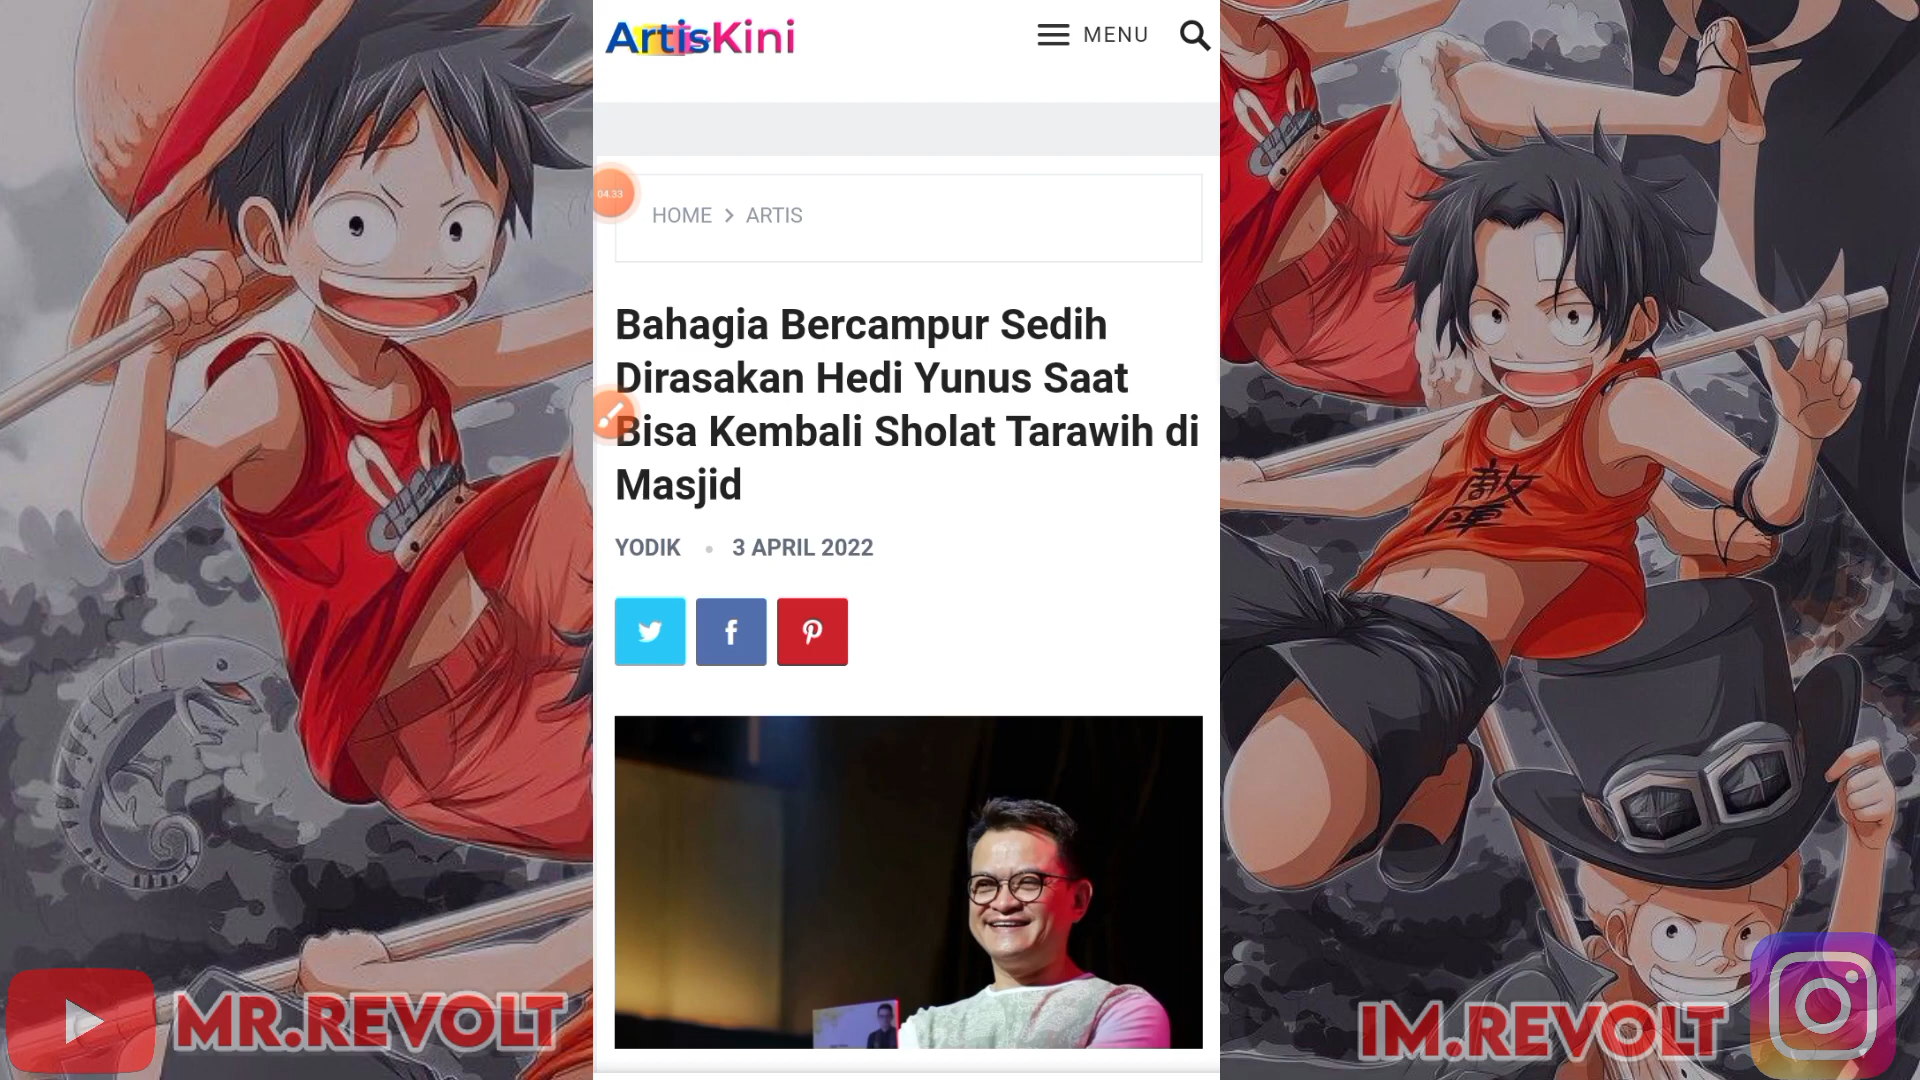 ArtisKini
MENU
04.33
HOME > ARTIS
Bahagia Bercampur Sedih
Dirasakan Hedi Yunus Saat
Bisa Kembali Sholat Tarawih di
Masjid
YODIK • 3 APRIL 2022
MR.REVOLT
IM.REVOLT